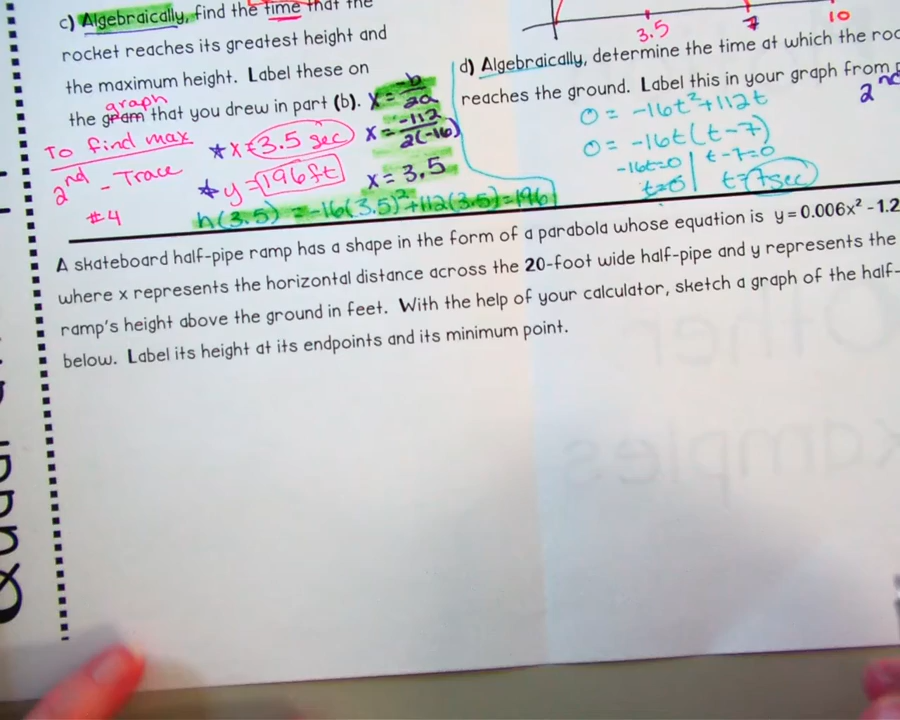 c) Algebraically, find the time that the
rocket reaches its greatest height and
the maximum height. Label these on
graph
the gram that you drew in part (b).
To find max
2nd - Trace
#4
★ x = 3.5 sec
★ y = 196 ft
x = -b/2a
x = -112/2(-16)
x = 3.5
h(3.5) = -16(3.5)²+112(3.5)=196
3.5
7
10
d) Algebraically, determine the time at which the
reaches the ground. Label this in your graph from
2nd
0 = -16t²+112t
0 = -16t(t-7)
-16t=0 | t-7=0
t=0 | t=7sec
A skateboard half-pipe ramp has a shape in the form of a parabola whose equation is y = 0.006x² - 1.2
where x represents the horizontal distance across the 20-foot wide half-pipe and y represents the
ramp's height above the ground in feet. With the help of your calculator, sketch a graph of the half-
below. Label its height at its endpoints and its minimum point.
Other